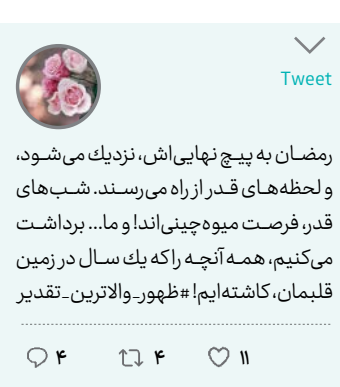 Tweet
رمضان به پیچ نهایی‌اش، نزدیك می‌شود،
و لحظه‌های قدر از راه می‌رسند. شب‌های
قدر، فرصت میوه‌چینی‌اند! و ما... برداشت
می‌کنیم، همه آنچه را که یك سال در زمین
قلبمان، کاشته‌ایم! #ظهور_والاترین_تقدیر
۴ ۴ ۱۱